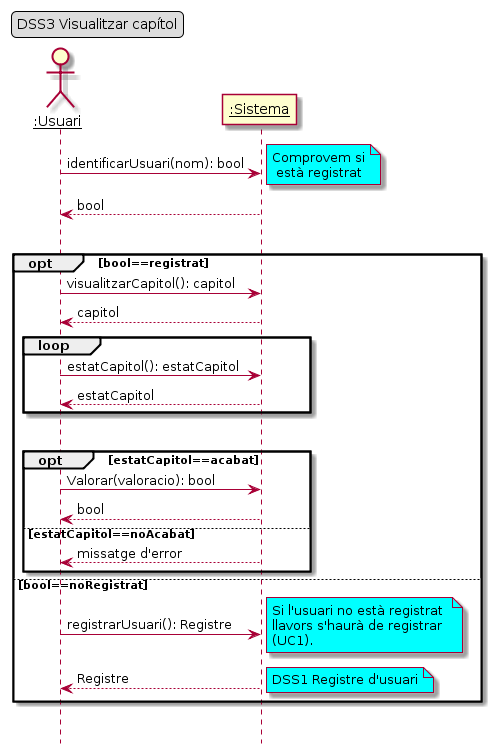 DSS3 Visualitzar capítol
:Usuari
:Sistema
identificarUsuari(nom): bool
Comprovem si
està registrat
bool
opt [bool==registrat]
visualitzarCapitol(): capitol
capitol
loop
estatCapitol(): estatCapitol
estatCapitol
opt [estatCapitol==acabat]
Valorar(valoracio): bool
bool
[estatCapitol==noAcabat]
missatge d'error
[bool==noRegistrat]
registrarUsuari(): Registre
Si l'usuari no està registrat
llavors s'haurà de registrar
(UC1).
Registre
DSS1 Registre d'usuari